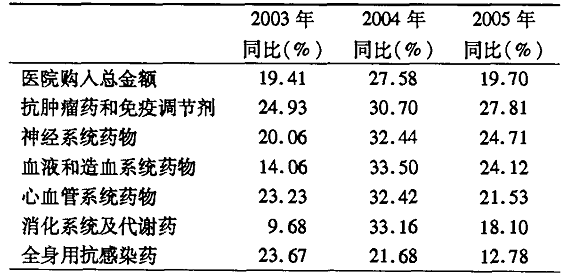 2003 年 2004 年 2005 年
同比(%) 同比(%) 同比(%)
医院购入总金额 19.41 27.58 19.70
抗肿瘤药和免疫调节剂 24.93 30.70 27.81
神经系统药物 20.06 32.44 24.71
血液和造血系统药物 14.06 33.50 24.12
心血管系统药物 23.23 32.42 21.53
消化系统及代谢药 9.68 33.16 18.10
全身用抗感染药 23.67 21.68 12.78